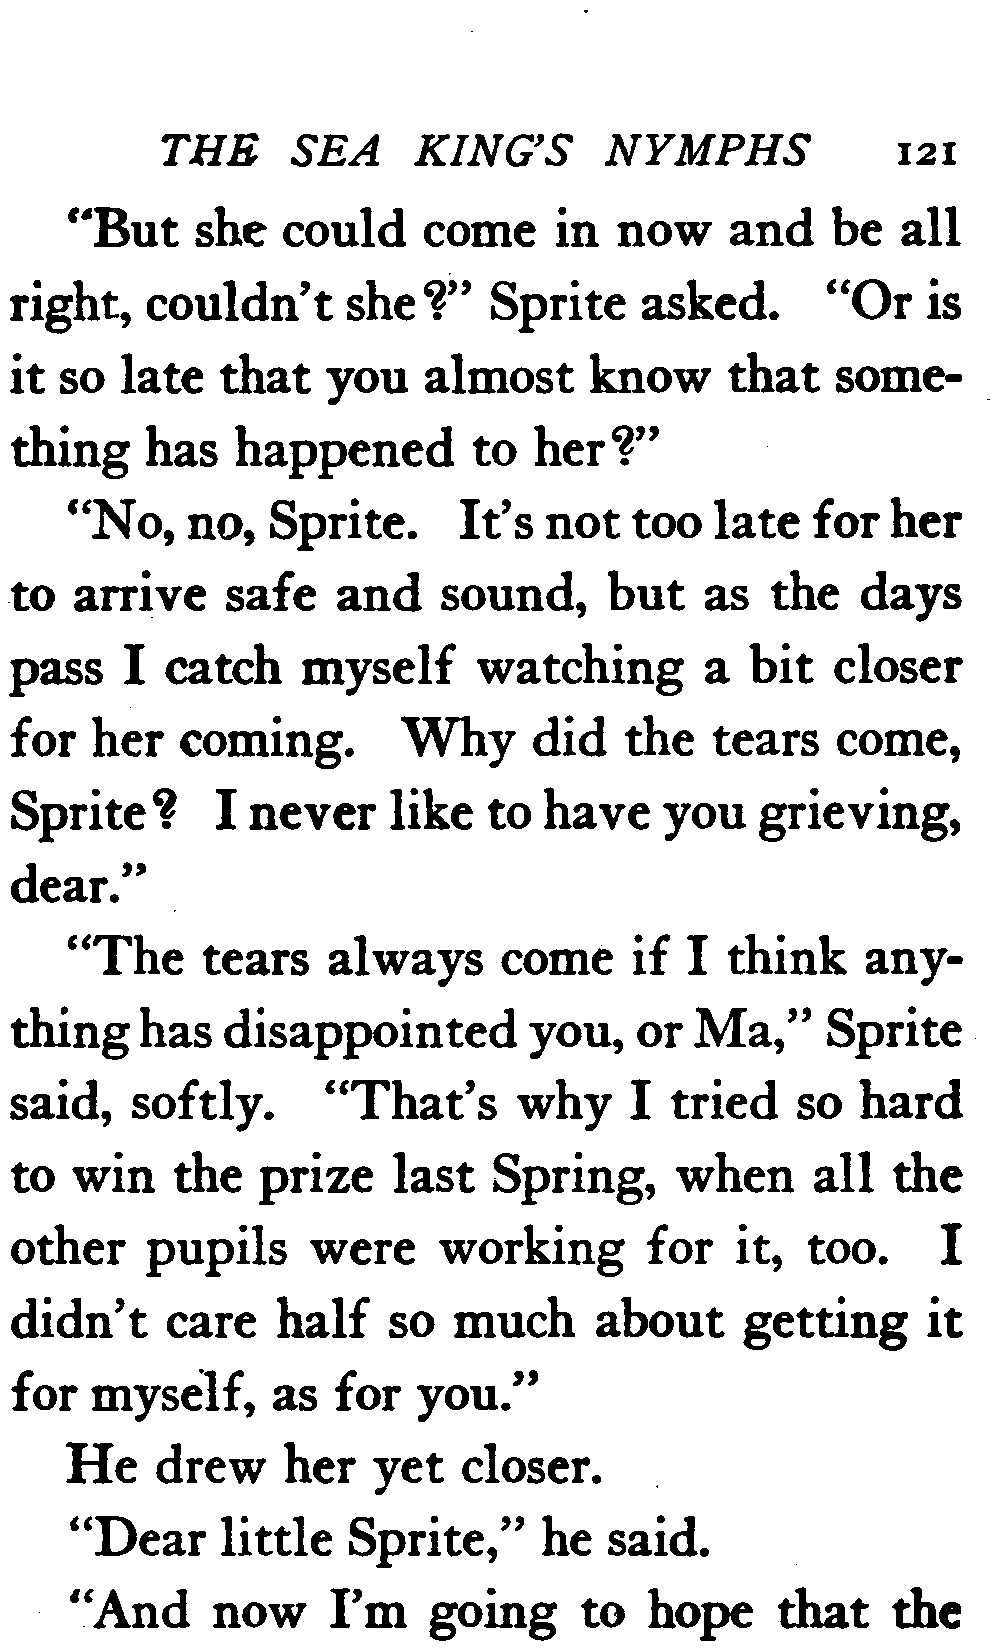 THE SEA KING'S NYMPHS 121
"But she could come in now and be all
right, couldn't she?" Sprite asked. "Or is
it so late that you almost know that some-
thing has happened to her?"
"No, no, Sprite. It's not too late for her
to arrive safe and sound, but as the days
pass I catch myself watching a bit closer
for her coming. Why did the tears come,
Sprite? I never like to have you grieving,
dear."
"The tears always come if I think any-
thing has disappointed you, or Ma," Sprite
said, softly. "That's why I tried so hard
to win the prize last Spring, when all the
other pupils were working for it, too. I
didn't care half so much about getting it
for myself, as for you."
He drew her yet closer.
"Dear little Sprite," he said.
"And now I'm going to hope that the